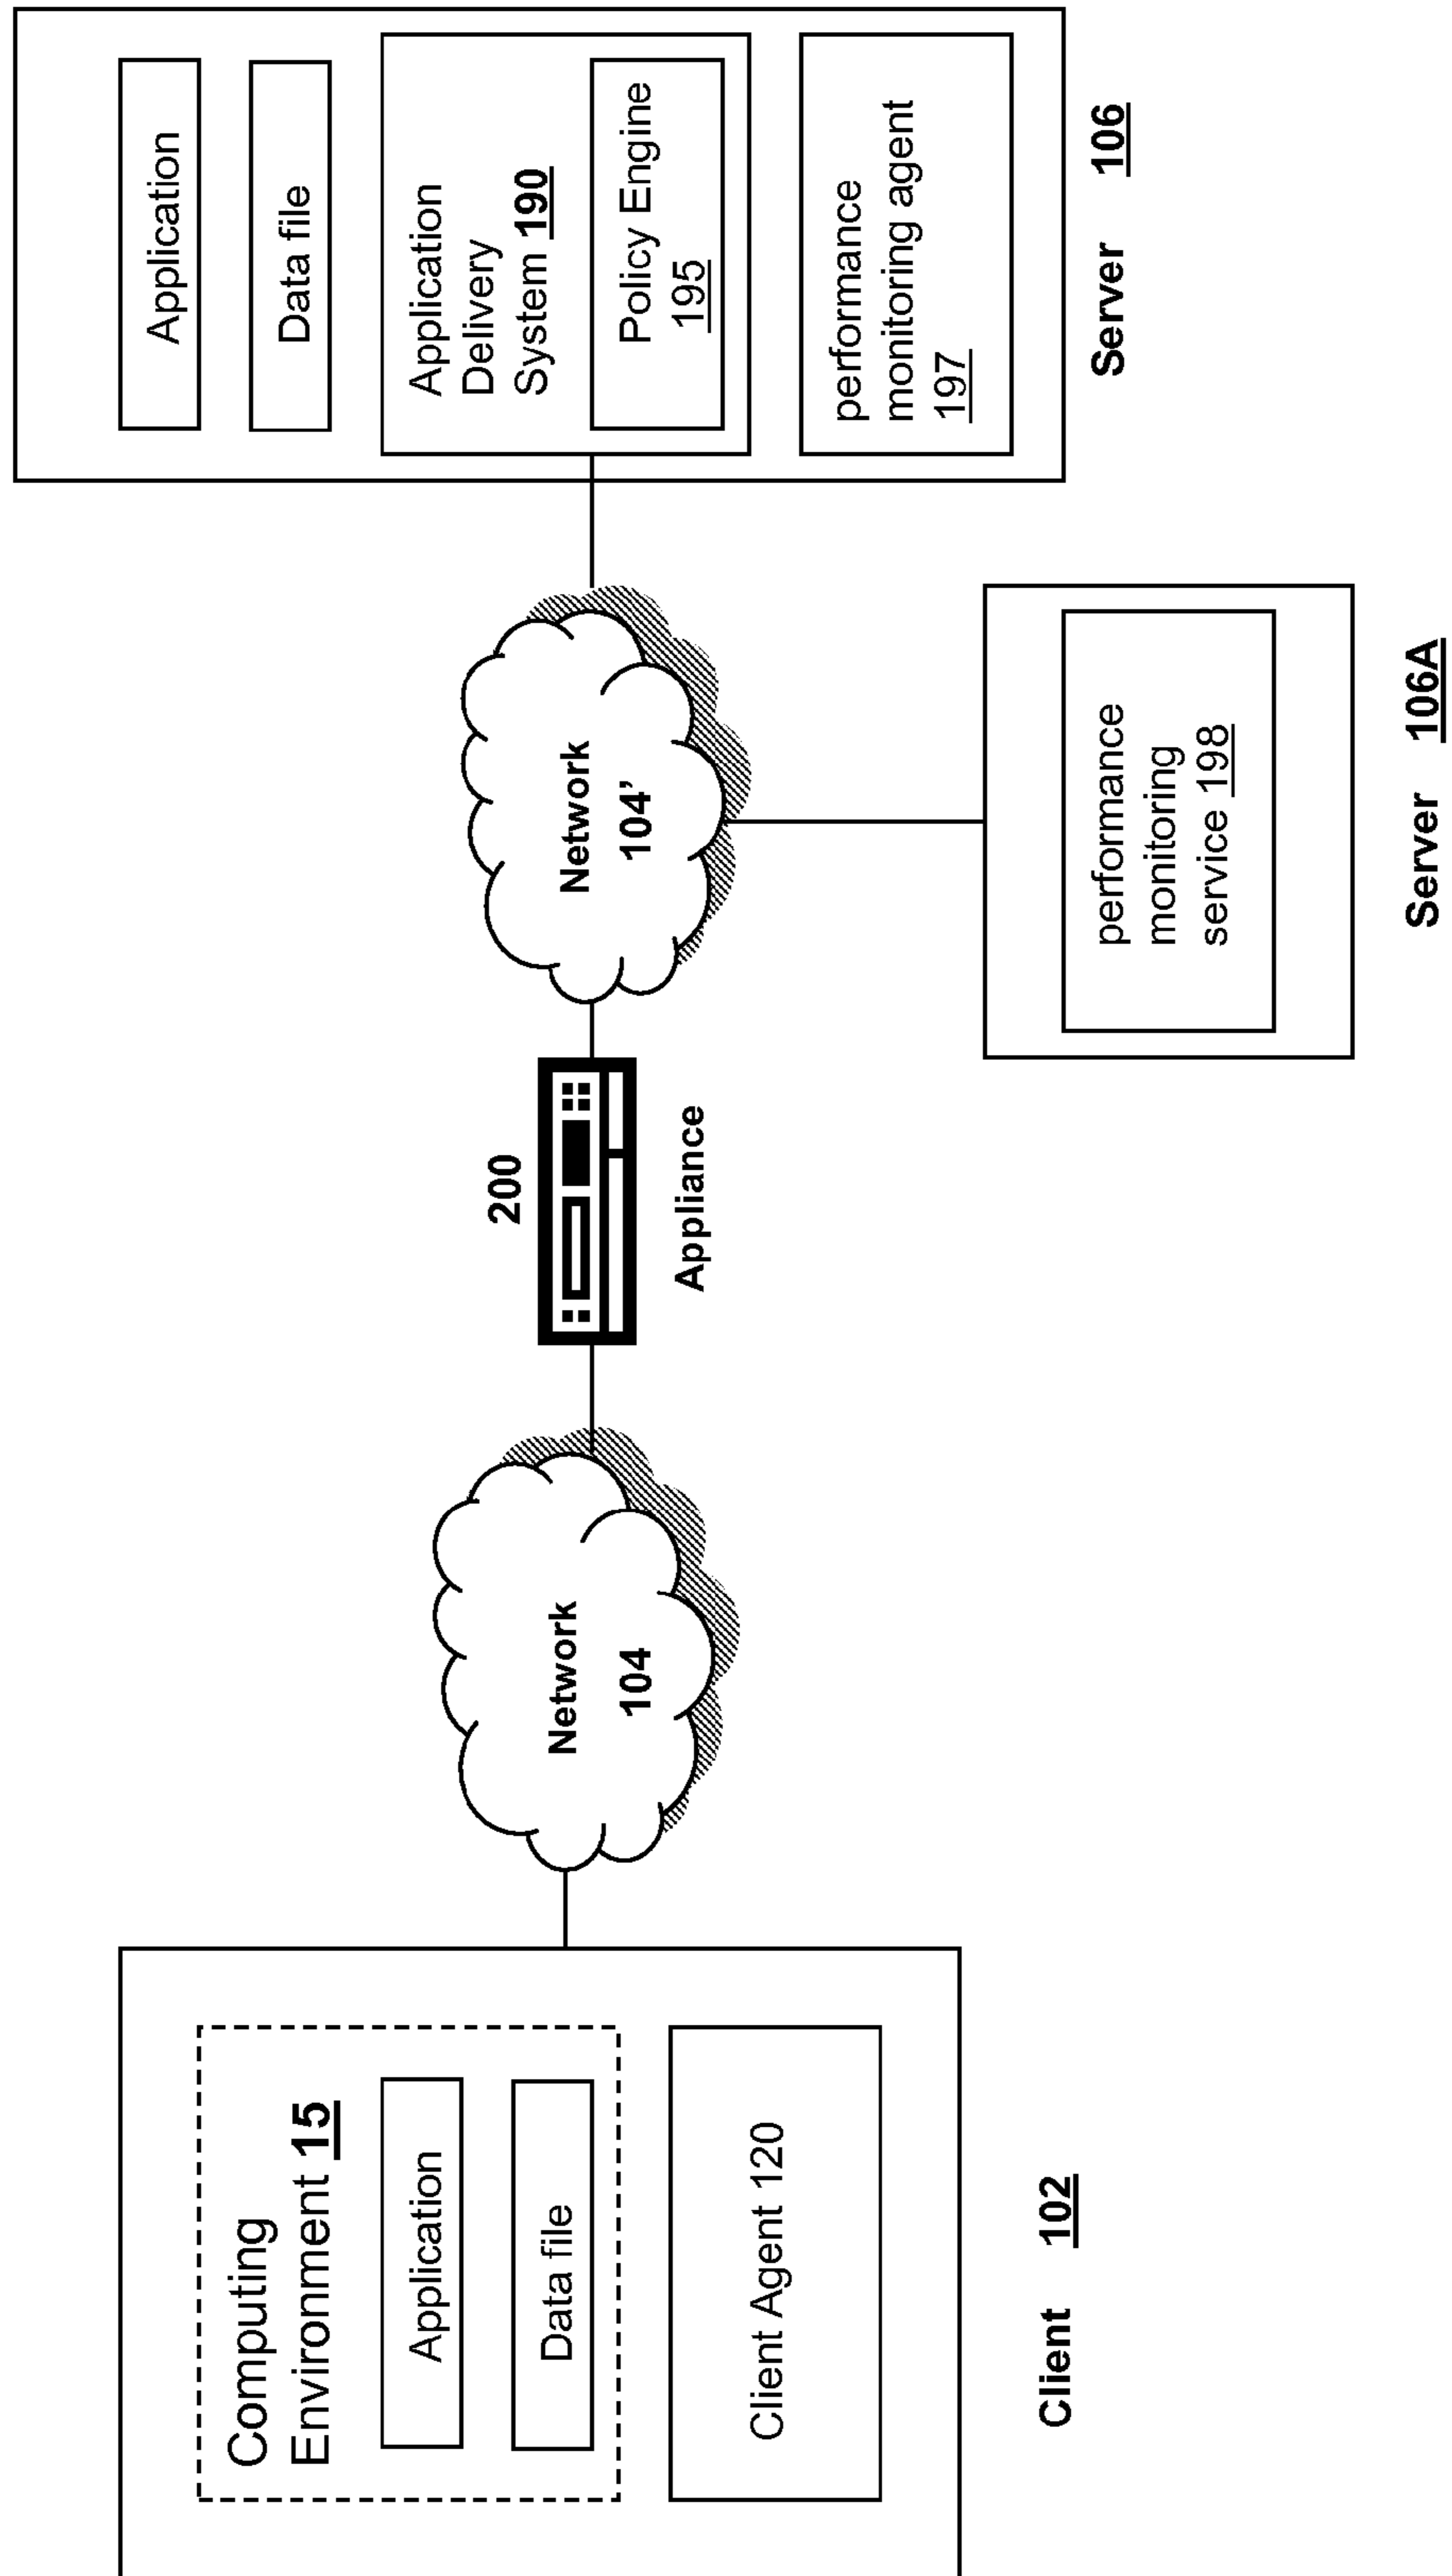 Client 102
Computing
Environment 15
Application
Data file
Client Agent 120
Network
104
200
Appliance
Network
104’
Server 106A
performance
monitoring
service 198
Server 106
Application
Data file
Application
Delivery
System 190
Policy Engine
195
performance
monitoring agent
197